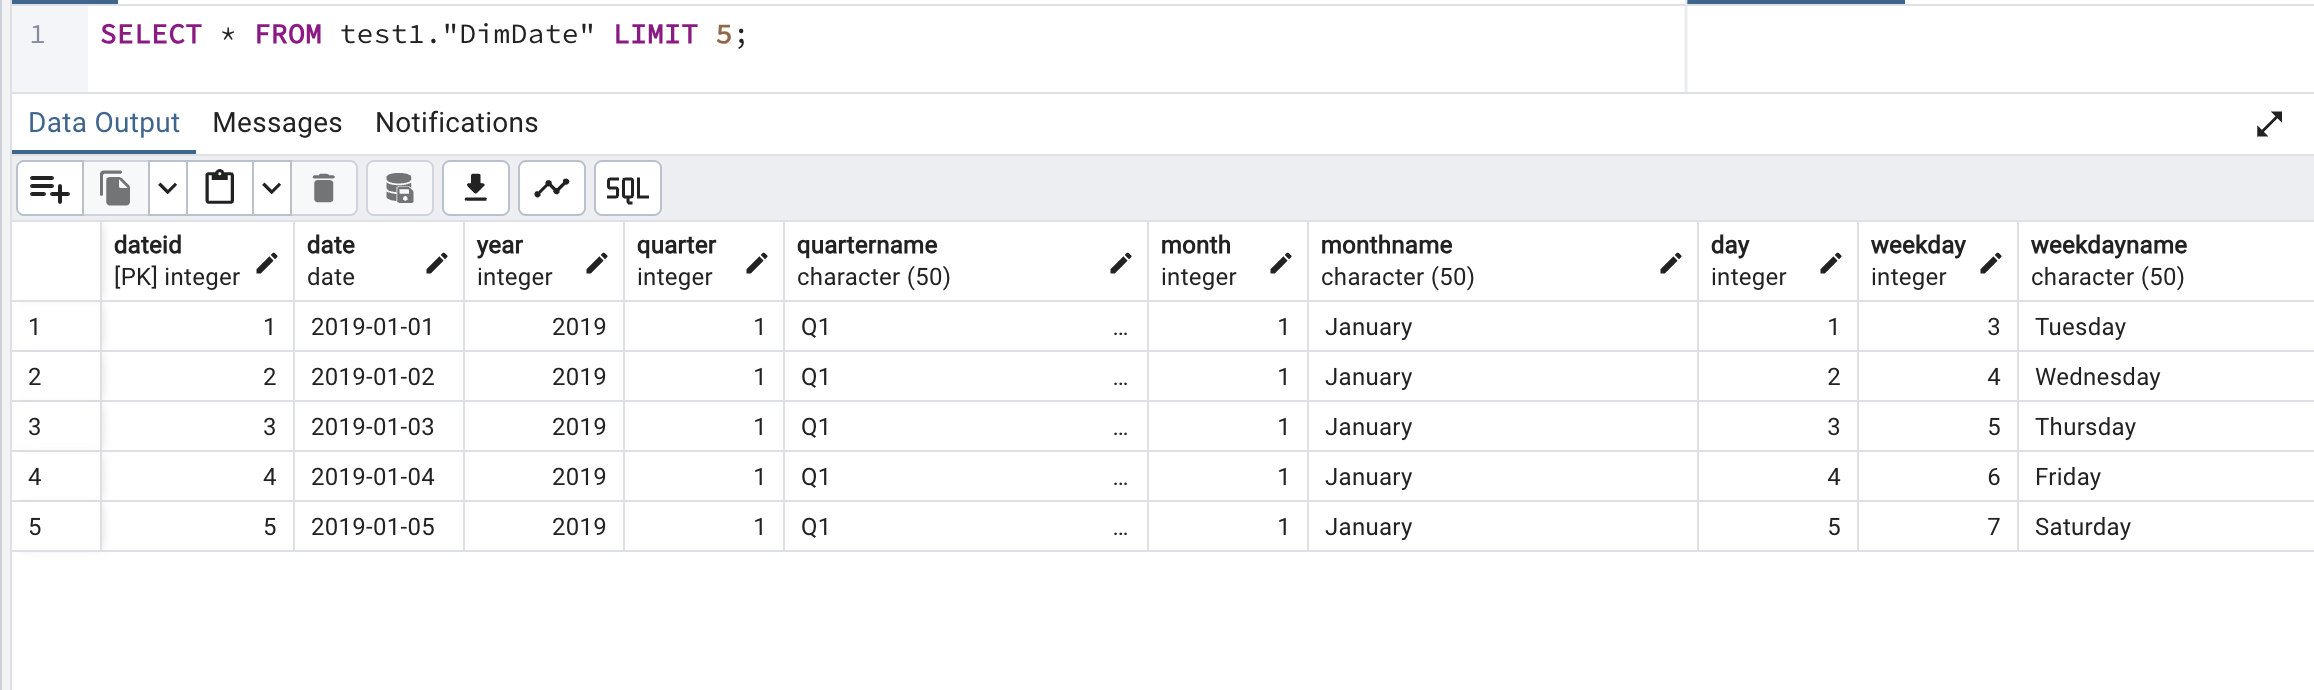 1 SELECT * FROM test1."DimDate" LIMIT 5;
Data Output Messages Notifications
SQL
dateid date year quarter quartername month monthname day weekday weekdayname
[PK] integer date integer integer character (50) integer character (50) integer integer character (50)
1 1 2019-01-01 2019 1 Q1 ... 1 January 1 3 Tuesday
2 2 2019-01-02 2019 1 Q1 ... 1 January 2 4 Wednesday
3 3 2019-01-03 2019 1 Q1 ... 1 January 3 5 Thursday
4 4 2019-01-04 2019 1 Q1 ... 1 January 4 6 Friday
5 5 2019-01-05 2019 1 Q1 ... 1 January 5 7 Saturday